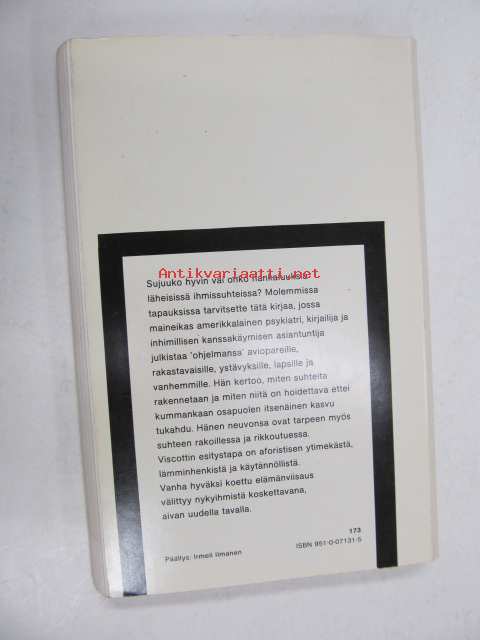 Sujuuko hyvin vai onko hankaluuksia
Antikvariaatti.net
läheisissä ihmissuhteissa? Molemmissa
tapauksissa tarvitsette tätä kirjaa, jossa
maineikas amerikkalainen psykiatri, kirjailija ja
inhimillisen kanssakäymisen asiantuntija
julkistaa 'ohjelmansa' aviopareille,
rakastavaisille, ystävyksille, lapsille ja
vanhemmille. Hän kertoo, miten suhteita
rakennetaan ja miten niitä on hoidettava ettei
kummankaan osapuolen itsenäinen kasvu
tukahdu. Hänen neuvonsa ovat tarpeen myös
suhteen rakoillessa ja rikkoutuessa.
Viscottin esitystapa on aforistisen ytimekästä,
lämminhenkistä ja käytännöllistä.
Vanha hyväksi koettu elämänviisaus
välittyy nykyihmistä koskettavana,
aivan uudella tavalla.
173
Päällys: Irmeli Ilmanen
ISBN 951-0-07131-5